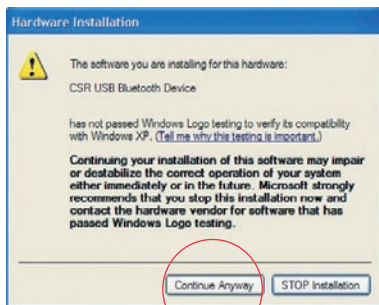 Hardware Installation
The software you are installing for this hardware:
CSR USB Bluetooth Device
has not passed Windows Logo testing to verify its compatibility
with Windows XP. (Tell me why this testing is important.)
Continuing your installation of this software may impair
or destabilize the correct operation of your system
either immediately or in the future. Microsoft strongly
recommends that you stop this installation now and
contact the hardware vendor for software that has
passed Windows Logo testing.
Continue Anyway
STOP Installation